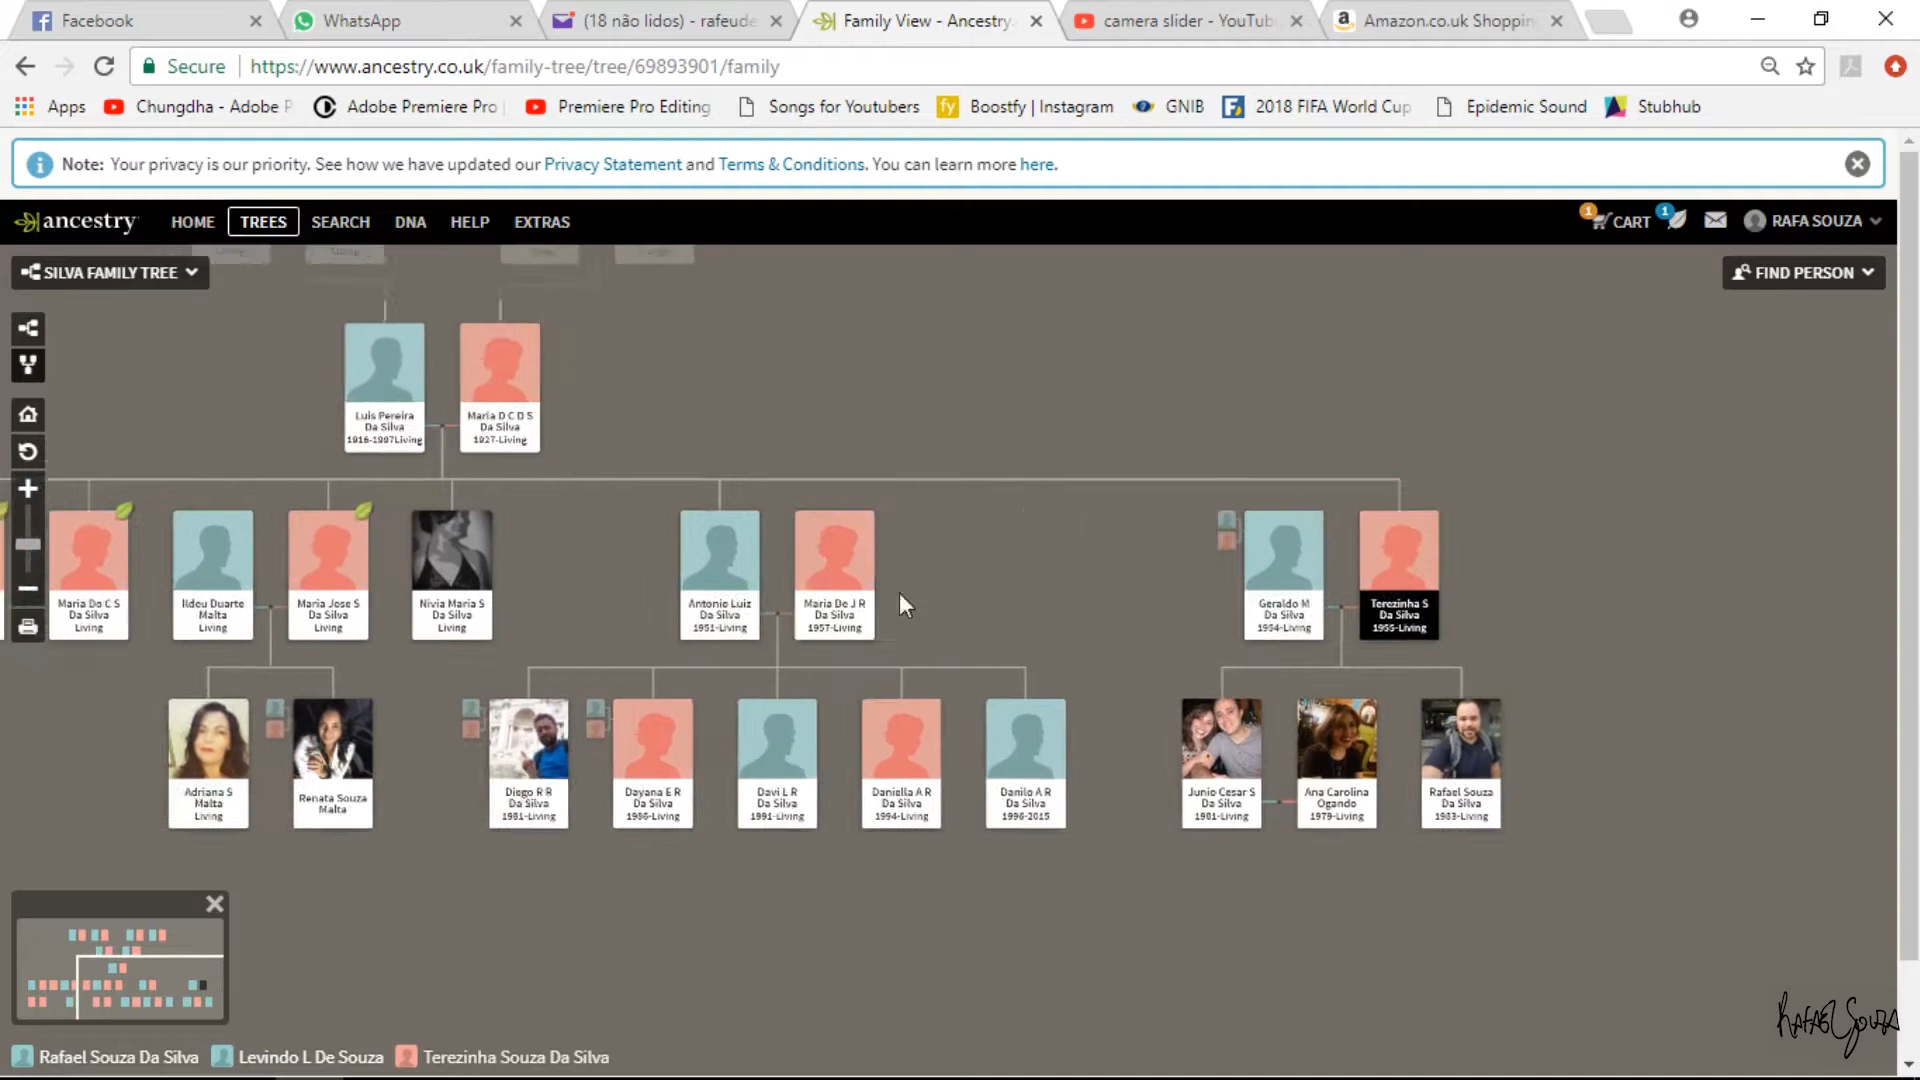 Facebook
WhatsApp
(18 não lidos) - rafeude
Family View - Ancestry.
camera slider - YouTub
Amazon.co.uk Shoppin
Secure
https://www.ancestry.co.uk/family-tree/tree/69893901/family
Apps
Chungdha - Adobe P
Adobe Premiere Pro
Premiere Pro Editing
Songs for Youtubers
fy Boostfy | Instagram
GNIB
2018 FIFA World Cup
Epidemic Sound
Stubhub
Note: Your privacy is our priority. See how we have updated our Privacy Statement and Terms & Conditions. You can learn more here.
ancestry
HOME
TREES
SEARCH
DNA
HELP
EXTRAS
1
CART
1
RAFA SOUZA
SILVA FAMILY TREE
FIND PERSON
Luis Pereira
Da Silva
1916-1997Living
Maria D C D S
Da Silva
1927-Living
Maria Do C S
Da Silva
Living
Ildeu Duarte
Malta
Living
Maria Jose S
Da Silva
Living
Nivia Maria S
Da Silva
Living
Antonio Luiz
Da Silva
1951-Living
Maria De J R
Da Silva
1957-Living
Geraldo M
Da Silva
1954-Living
Terezinha S
Da Silva
1955-Living
Adriana S
Malta
Living
Renata Souza
Malta
Diego R R
Da Silva
1981-Living
Dayana E R
Da Silva
1986-Living
Davi L R
Da Silva
1991-Living
Daniella A R
Da Silva
1994-Living
Danilo A R
Da Silva
1996-2015
Junio Cesar S
Da Silva
1981-Living
Ana Carolina
Ogando
1979-Living
Rafael Souza
Da Silva
1983-Living
Rafael Souza Da Silva
Levindo L De Souza
Terezinha Souza Da Silva
Rafael Souza